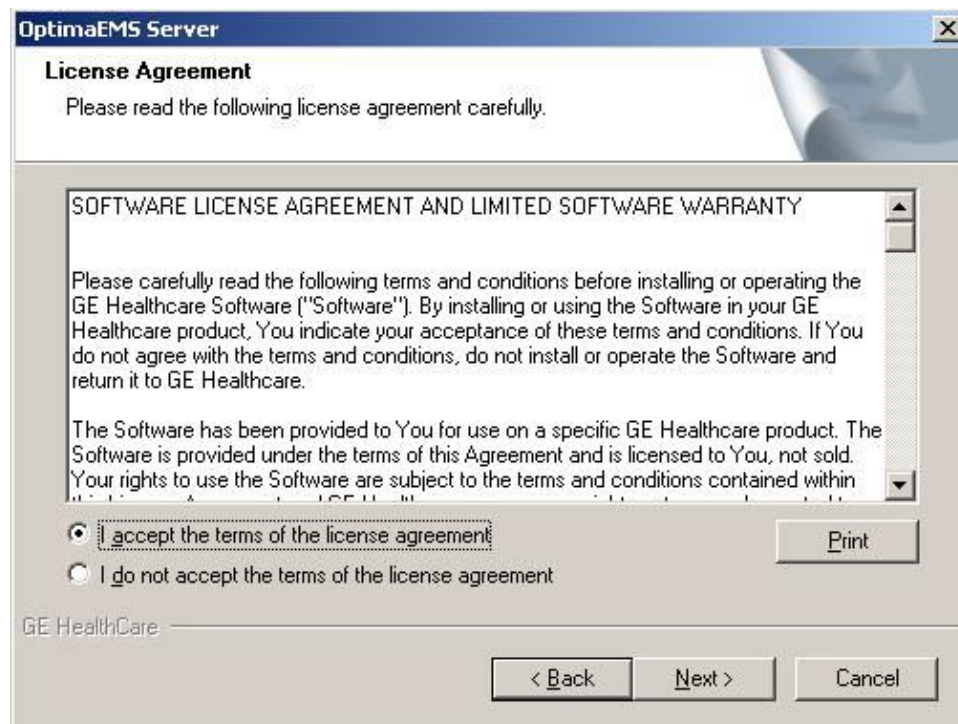 OptimaEMS Server
License Agreement
Please read the following license agreement carefully.
SOFTWARE LICENSE AGREEMENT AND LIMITED SOFTWARE WARRANTY
Please carefully read the following terms and conditions before installing or operating the
GE Healthcare Software ("Software"). By installing or using the Software in your GE
Healthcare product, You indicate your acceptance of these terms and conditions. If You
do not agree with the terms and conditions, do not install or operate the Software and
return it to GE Healthcare.
The Software has been provided to You for use on a specific GE Healthcare product. The
Software is provided under the terms of this Agreement and is licensed to You, not sold.
Your rights to use the Software are subject to the terms and conditions contained within
I accept the terms of the license agreement
Print
I do not accept the terms of the license agreement
GE HealthCare
< Back
Next >
Cancel